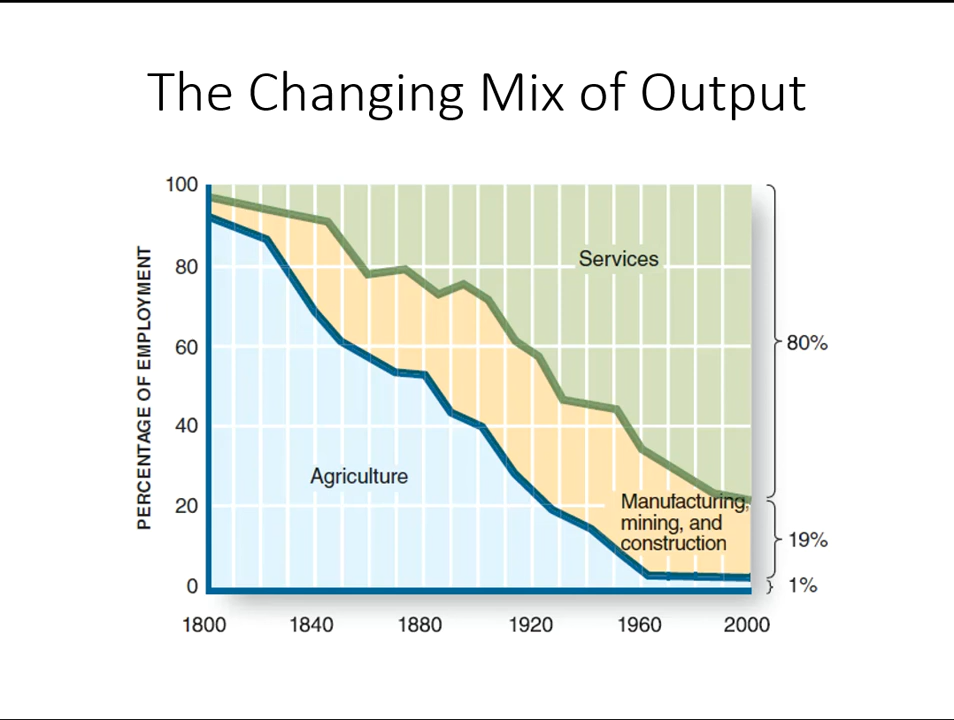 The Changing Mix of Output
PERCENTAGE OF EMPLOYMENT
100
80
60
40
20
0
Services
Agriculture
Manufacturing,
mining, and
construction
80%
19%
1%
1800 1840 1880 1920 1960 2000